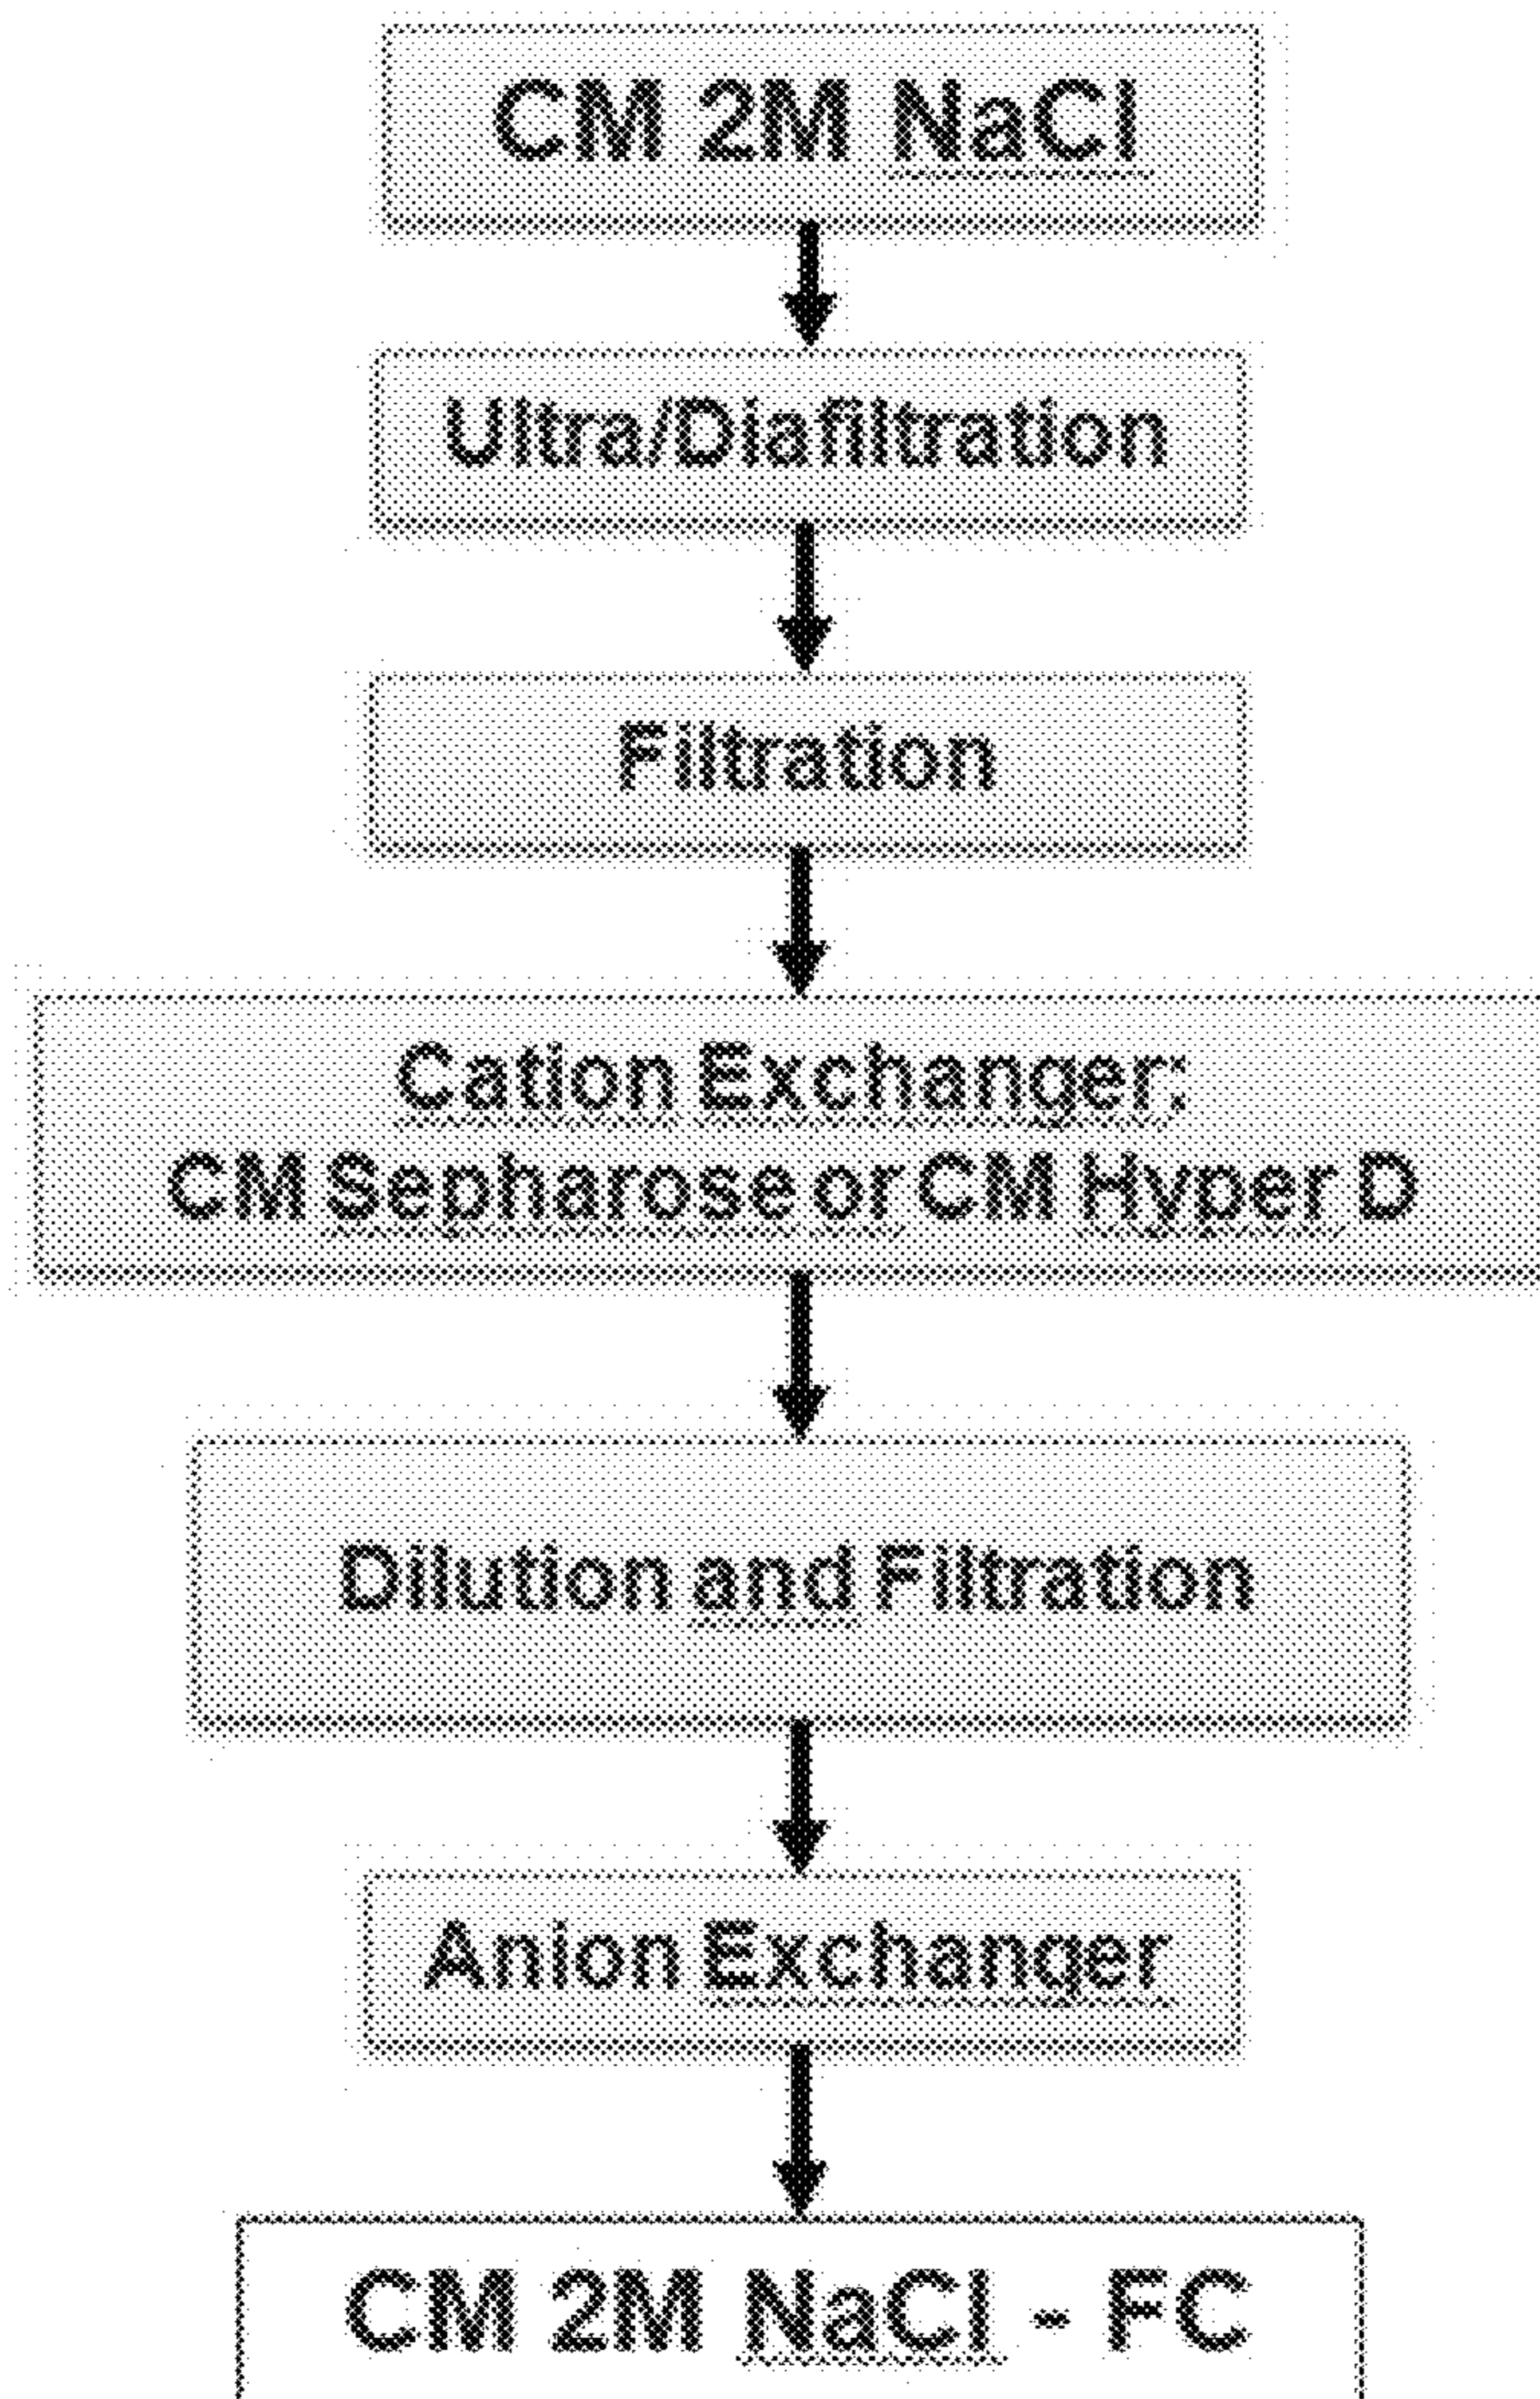 CM 2M NaCl
Ultra/Diafiltration
Filtration
Cation Exchanger:
CM Sepharose or CM Hyper D
Dilution and Filtration
Anion Exchanger
CM 2M NaCl - FC